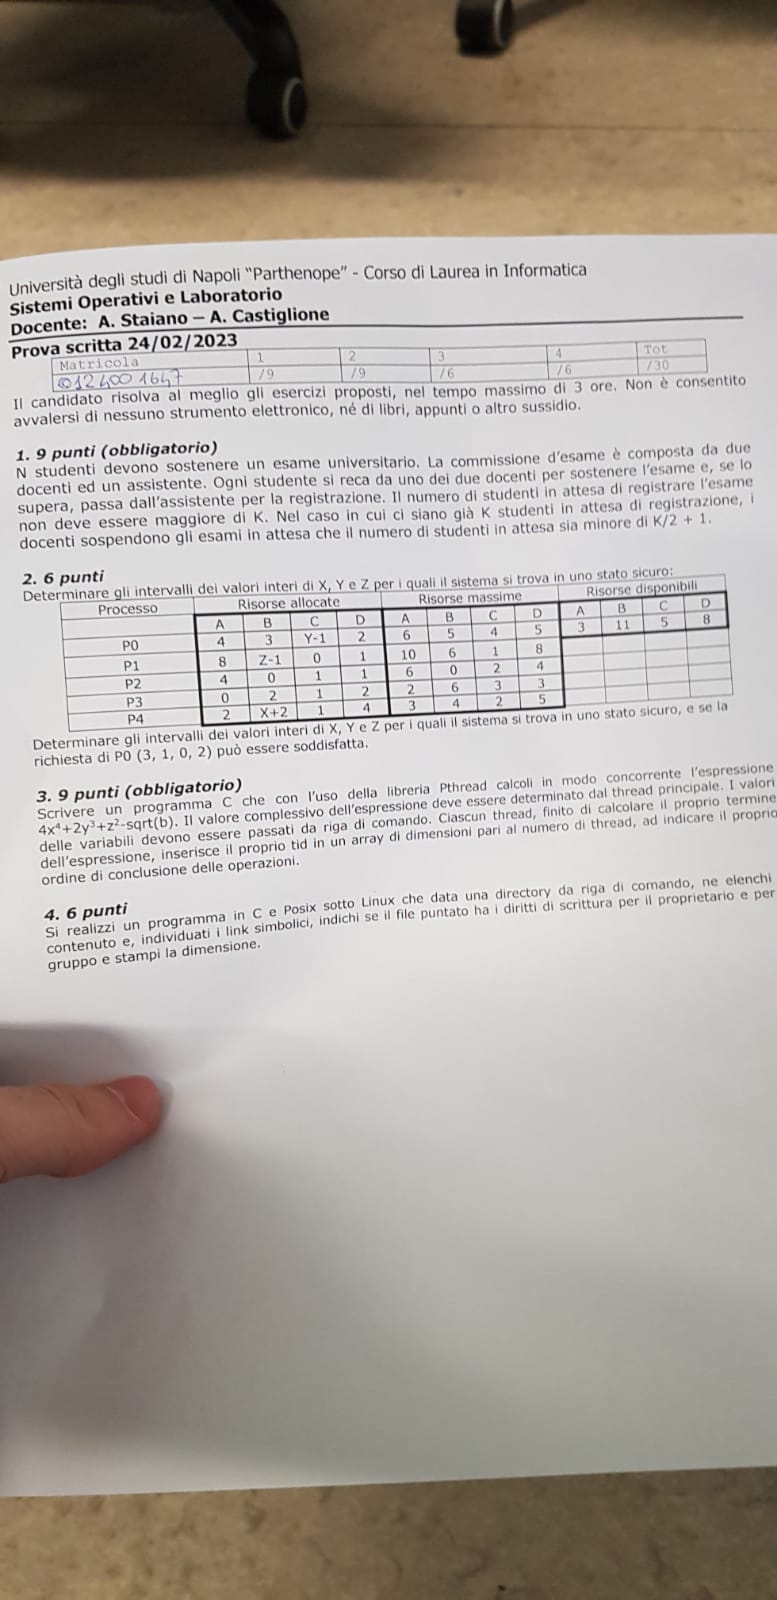 Università degli studi di Napoli "Parthenope" - Corso di Laurea in Informatica
Sistemi Operativi e Laboratorio
Docente: A. Staiano – A. Castiglione
Prova scritta 24/02/2023
Matricola 1 2 3 4 Tot
012400 1647 /9 /9 /6 /6 /30
Il candidato risolva al meglio gli esercizi proposti, nel tempo massimo di 3 ore. Non è consentito
avvalersi di nessuno strumento elettronico, né di libri, appunti o altro sussidio.
1. 9 punti (obbligatorio)
N studenti devono sostenere un esame universitario. La commissione d'esame è composta da due
docenti ed un assistente. Ogni studente si reca da uno dei due docenti per sostenere l'esame e, se lo
supera, passa dall'assistente per la registrazione. Il numero di studenti in attesa di registrare l'esame
non deve essere maggiore di K. Nel caso in cui ci siano già K studenti in attesa di registrazione, i
docenti sospendono gli esami in attesa che il numero di studenti in attesa sia minore di K/2 + 1.
2. 6 punti
Determinare gli intervalli dei valori interi di X, Y e Z per i quali il sistema si trova in uno stato sicuro:
Processo Risorse allocate Risorse massime Risorse disponibili
A B C D A B C D A B C D
P0 4 3 Y-1 2 6 5 4 5 3 11 5 8
P1 8 Z-1 0 1 10 6 1 8
P2 4 0 1 1 6 0 2 4
P3 0 2 1 2 2 6 3 3
P4 2 X+2 1 4 3 4 2 5
Determinare gli intervalli dei valori interi di X, Y e Z per i quali il sistema si trova in uno stato sicuro, e se la
richiesta di P0 (3, 1, 0, 2) può essere soddisfatta.
3. 9 punti (obbligatorio)
Scrivere un programma C che con l'uso della libreria Pthread calcoli in modo concorrente l'espressione
4x⁴+2y³+z²-sqrt(b). Il valore complessivo dell'espressione deve essere determinato dal thread principale. I valori
delle variabili devono essere passati da riga di comando. Ciascun thread, finito di calcolare il proprio termine
dell'espressione, inserisce il proprio tid in un array di dimensioni pari al numero di thread, ad indicare il proprio
ordine di conclusione delle operazioni.
4. 6 punti
Si realizzi un programma in C e Posix sotto Linux che data una directory da riga di comando, ne elenchi
contenuto e, individuati i link simbolici, indichi se il file puntato ha i diritti di scrittura per il proprietario e per
gruppo e stampi la dimensione.